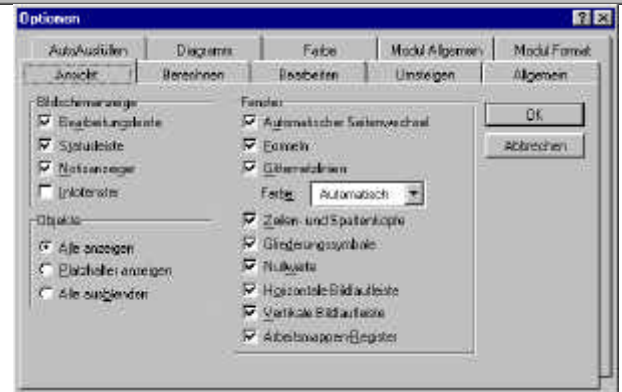 Optionen
AutoAusfüllen Diagramm Farbe Modul Allgemein Modul Format
Ansicht Berechnen Bearbeiten Umsteigen Allgemein
Bildschirmanzeige
Bearbeitungsleiste
Statusleiste
Notizanzeiger
Infofenster
Objekte
Alle anzeigen
Platzhalter anzeigen
Alle ausblenden
Fenster
Automatischer Seitenwechsel
Formeln
Gitternetzlinien
Farbe: Automatisch
Zeilen- und Spaltenköpfe
Gliederungssymbole
Nullwerte
Horizontale Bildlaufleiste
Vertikale Bildlaufleiste
Arbeitsmappen-Register
OK
Abbrechen